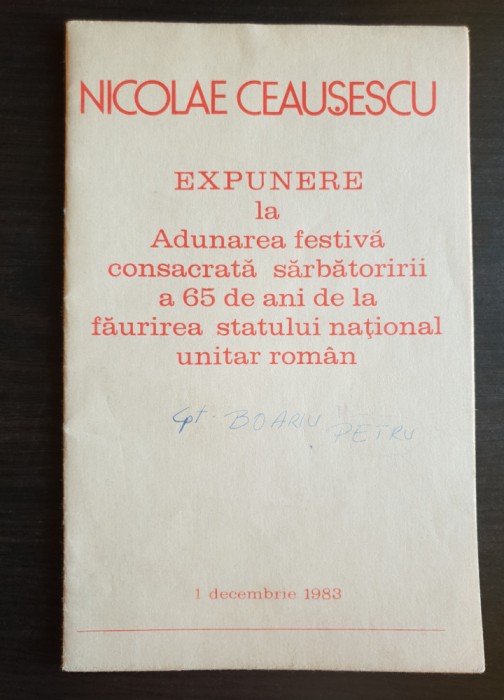 NICOLAE CEAUȘESCU
EXPUNERE
la
Adunarea festivă
consacrată sărbătoririi
a 65 de ani de la
făurirea statului național
unitar român
Cpt. BOARIU PETRU
1 decembrie 1983